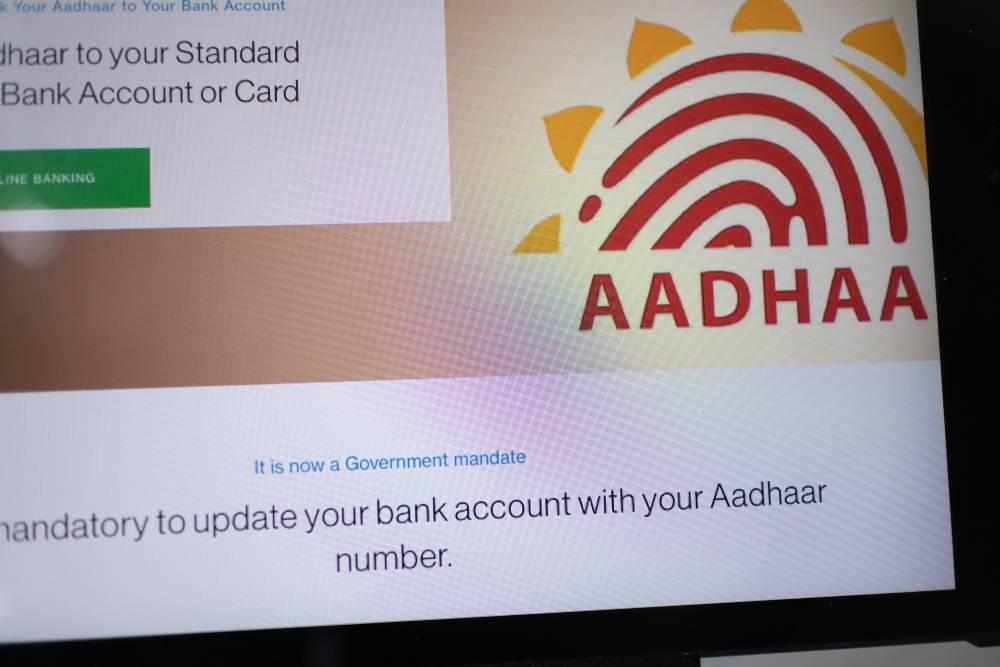 k Your Aadhaar to Your Bank Account
dhaar to your Standard
Bank Account or Card
LINE BANKING
AADHAA
It is now a Government mandate
mandatory to update your bank account with your Aadhaar
number.